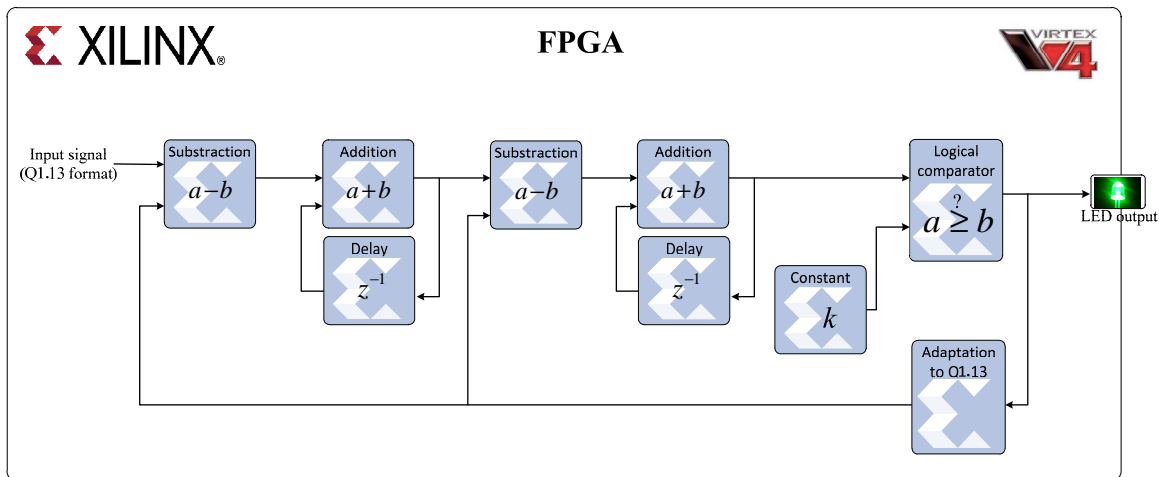 XILINX®
FPGA
VIRTEX
V4
Input signal
(Q1.13 format)
Substraction
a−b
Addition
a+b
Delay
z⁻¹
Substraction
a−b
Addition
a+b
Delay
z⁻¹
Constant
k
Logical
comparator
?
a ≥ b
LED output
Adaptation
to Q1.13